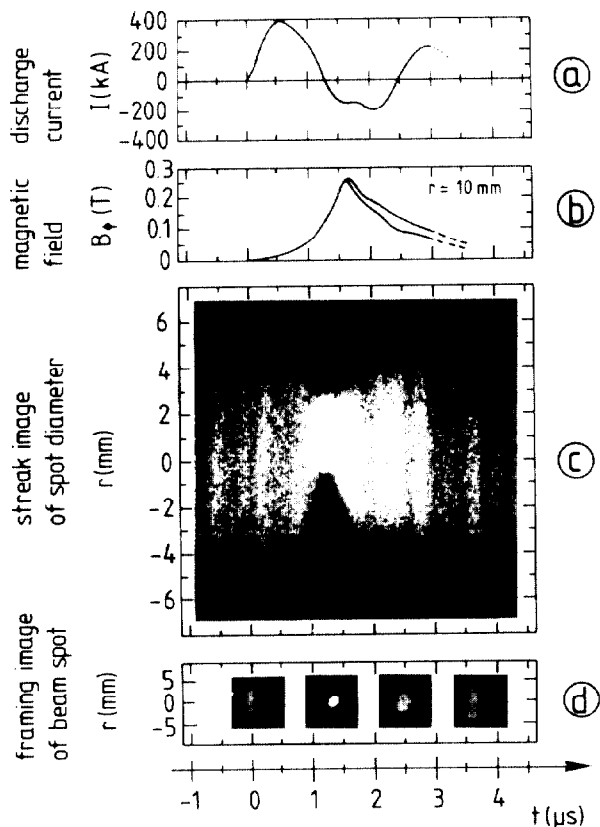 discharge
current
I (kA)
400
200
0
-200
-400
a
magnetic
field
B_ϕ (T)
0.3
0.2
0.1
0
r = 10 mm
b
streak image
of spot diameter
r (mm)
6
4
2
0
-2
-4
-6
c
framing image
of beam spot
r (mm)
5
0
-5
d
-1 0 1 2 3 4
t (µs)